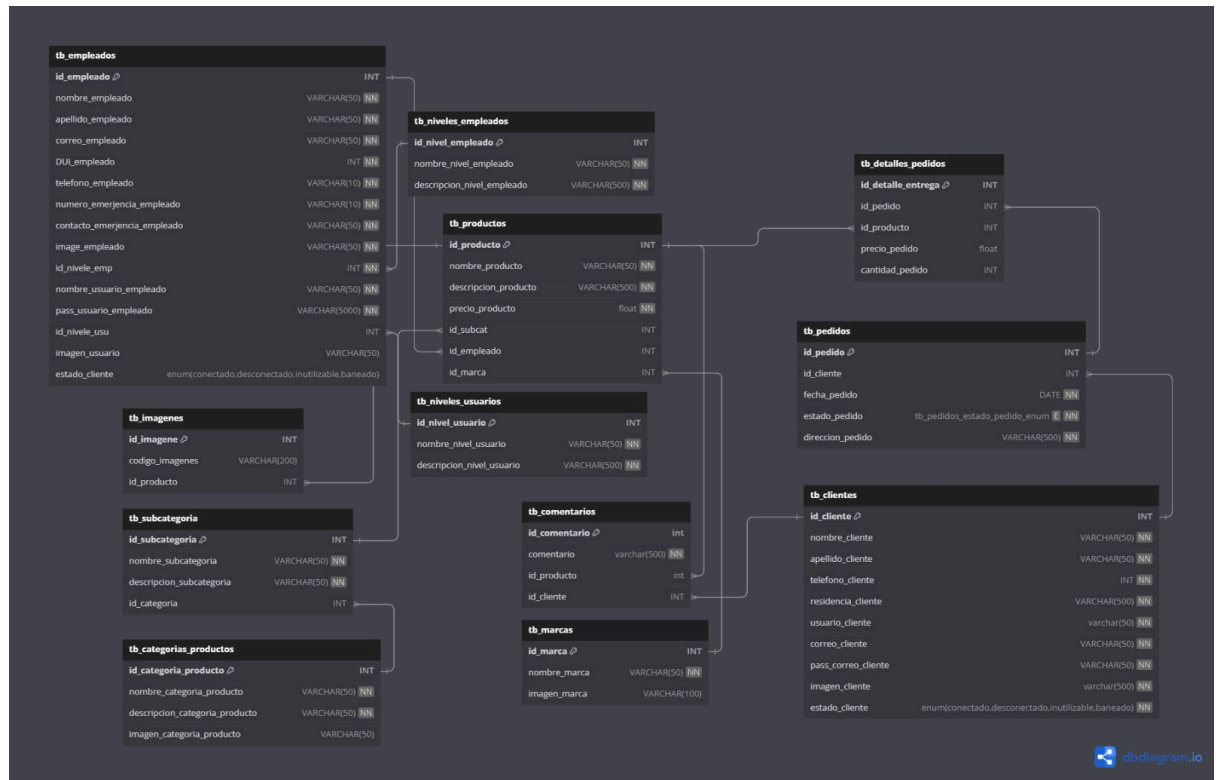 tb_empleados
id_empleado INT
nombre_empleado VARCHAR(50) NN
apellido_empleado VARCHAR(50) NN
correo_empleado VARCHAR(50) NN
DUI_empleado INT NN
telefono_empleado VARCHAR(10) NN
numero_emerjencia_empleado VARCHAR(10) NN
contacto_emerjencia_empleado VARCHAR(50) NN
image_empleado VARCHAR(50) NN
id_nivele_emp INT NN
nombre_usuario_empleado VARCHAR(50) NN
pass_usuario_empleado VARCHAR(5000) NN
id_nivele_usu INT
imagen_usuario VARCHAR(50)
estado_cliente enum(conectado,desconectado,inutilizable,baneado)
tb_niveles_empleados
id_nivel_empleado INT
nombre_nivel_empleado VARCHAR(50) NN
descripcion_nivel_empleado VARCHAR(500) NN
tb_productos
id_producto INT
nombre_producto VARCHAR(50) NN
descripcion_producto VARCHAR(500) NN
precio_producto float NN
id_subcat INT
id_empleado INT
id_marca INT
tb_niveles_usuarios
id_nivel_usuario INT
nombre_nivel_usuario VARCHAR(50) NN
descripcion_nivel_usuario VARCHAR(500) NN
tb_detalles_pedidos
id_detalle_entrega INT
id_pedido INT
id_producto INT
precio_pedido float
cantidad_pedido INT
tb_pedidos
id_pedido INT
id_cliente INT
fecha_pedido DATE NN
estado_pedido tb_pedidos_estado_pedido_enum E NN
direccion_pedido VARCHAR(500) NN
tb_imagenes
id_imagene INT
codigo_imagenes VARCHAR(200)
id_producto INT
tb_subcategoria
id_subcategoria INT
nombre_subcategoria VARCHAR(50) NN
descripcion_subcategoria VARCHAR(50) NN
id_categoria INT
tb_categorias_productos
id_categoria_producto INT
nombre_categoria_producto VARCHAR(50) NN
descripcion_categoria_producto VARCHAR(50) NN
imagen_categoria_producto VARCHAR(50)
tb_comentarios
id_comentario int
comentario varchar(500) NN
id_producto int
id_cliente INT
tb_marcas
id_marca INT
nombre_marca VARCHAR(50) NN
imagen_marca VARCHAR(100)
tb_clientes
id_cliente INT
nombre_cliente VARCHAR(50) NN
apellido_cliente VARCHAR(50) NN
telefono_cliente INT NN
residencia_cliente VARCHAR(500) NN
usuario_cliente varchar(50) NN
correo_cliente VARCHAR(50) NN
pass_correo_cliente VARCHAR(50) NN
imagen_cliente varchar(500) NN
estado_cliente enum(conectado,desconectado,inutilizable,baneado) NN
dbdiagram.io